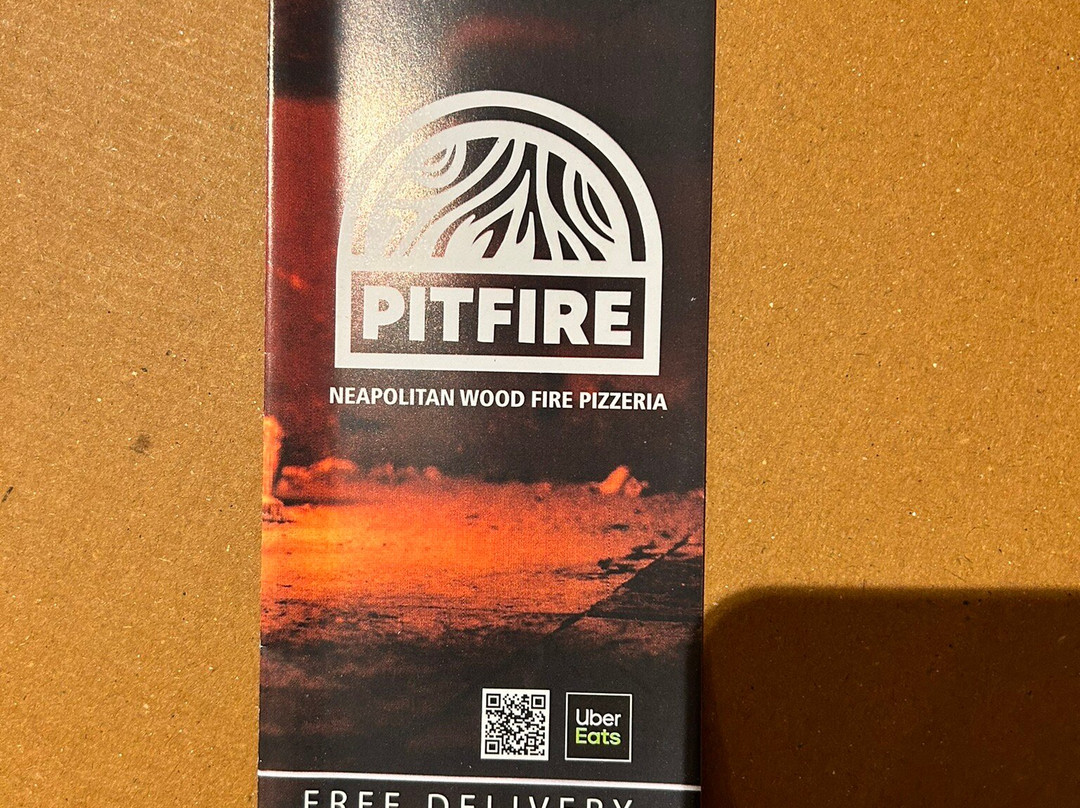 PITFIRE
NEAPOLITAN WOOD FIRE PIZZERIA
Uber
Eats
FREE DELIVERY